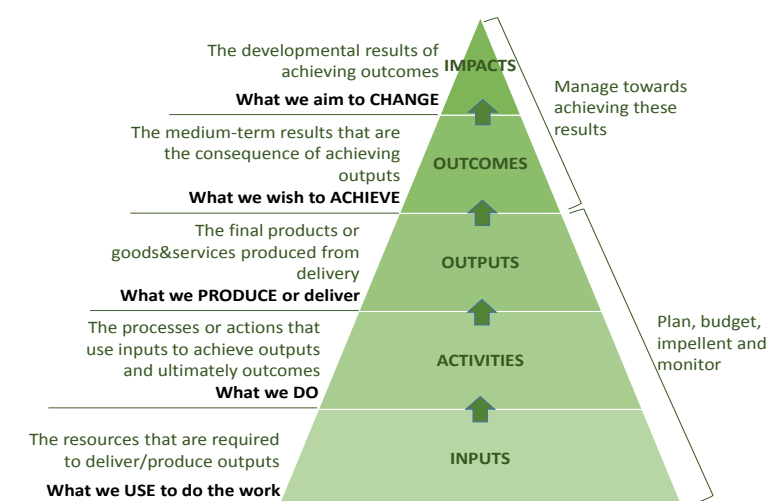 The developmental results of
achieving outcomes
What we aim to CHANGE
IMPACTS
Manage towards
achieving these
results
The medium-term results that are
the consequence of achieving
outputs
What we wish to ACHIEVE
OUTCOMES
The final products or
goods&services produced from
delivery
What we PRODUCE or deliver
OUTPUTS
Plan, budget,
impellent and
monitor
The processes or actions that
use inputs to achieve outputs
and ultimately outcomes
What we DO
ACTIVITIES
The resources that are required
to deliver/produce outputs
What we USE to do the work
INPUTS